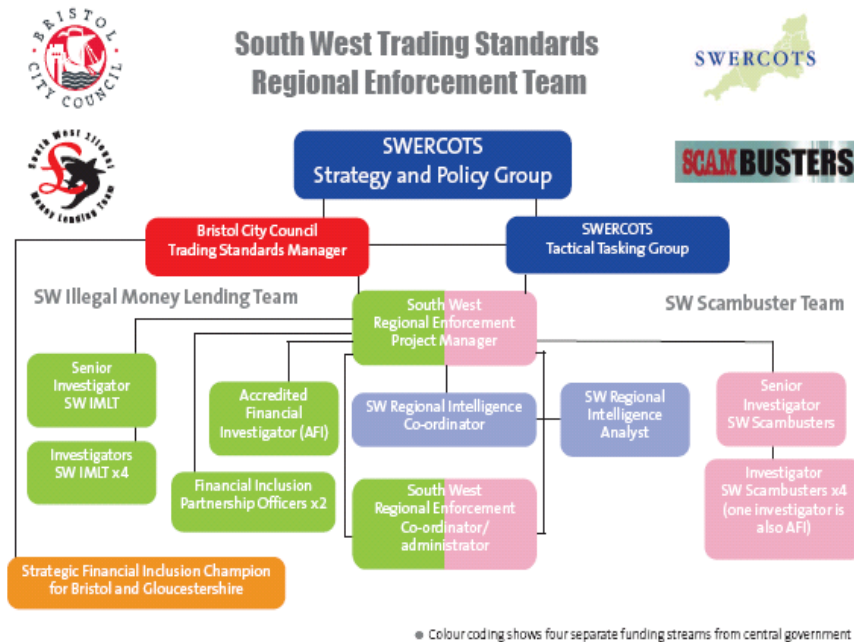 BRISTOL
CITY COUNCIL
South West Trading Standards
Regional Enforcement Team
SWERCOTS
South West Illegal
Money Lending Team
£
SWERCOTS
Strategy and Policy Group
SCAMBUSTERS
Bristol City Council
Trading Standards Manager
SWERCOTS
Tactical Tasking Group
SW Illegal Money Lending Team
South West
Regional Enforcement
Project Manager
SW Scambuster Team
Senior
Investigator
SW IMLT
Accredited
Financial
Investigator (AFI)
SW Regional Intelligence
Co-ordinator
SW Regional
Intelligence
Analyst
Senior
Investigator
SW Scambusters
Investigators
SW IMLT x4
Financial Inclusion
Partnership Officers x2
South West
Regional Enforcement
Co-ordinator/
administrator
Investigator
SW Scambusters x4
(one investigator is
also AFI)
Strategic Financial Inclusion Champion
for Bristol and Gloucestershire
● Colour coding shows four separate funding streams from central government